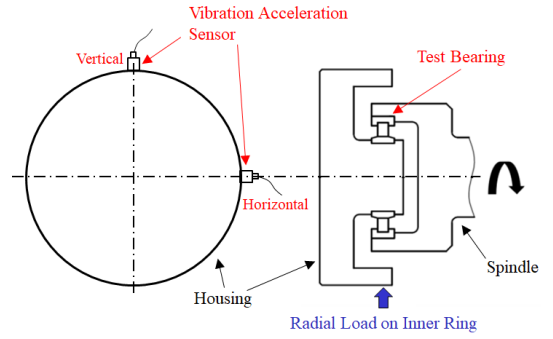 Vibration Acceleration
Sensor
Vertical
Test Bearing
Horizontal
Housing
Spindle
Radial Load on Inner Ring